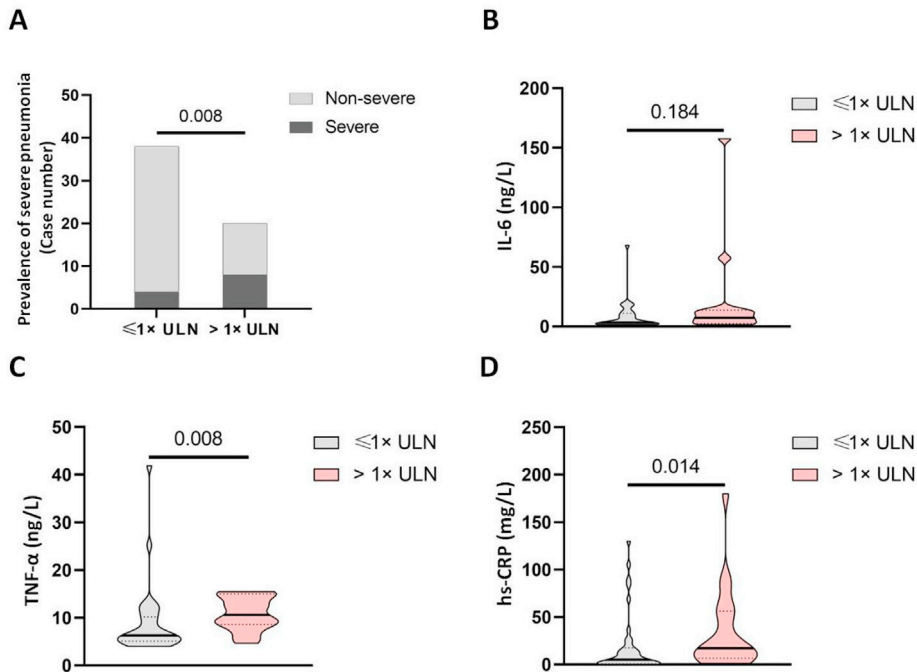 A
Prevalence of severe pneumonia
(Case number)
50
40
30
20
10
0
0.008
Non-severe
Severe
≤1× ULN > 1× ULN
B
IL-6 (ng/L)
200
150
100
50
0
0.184
≤1× ULN
> 1× ULN
C
TNF-α (ng/L)
50
40
30
20
10
0
0.008
≤1× ULN
> 1× ULN
D
hs-CRP (mg/L)
250
200
150
100
50
0
0.014
≤1× ULN
> 1× ULN